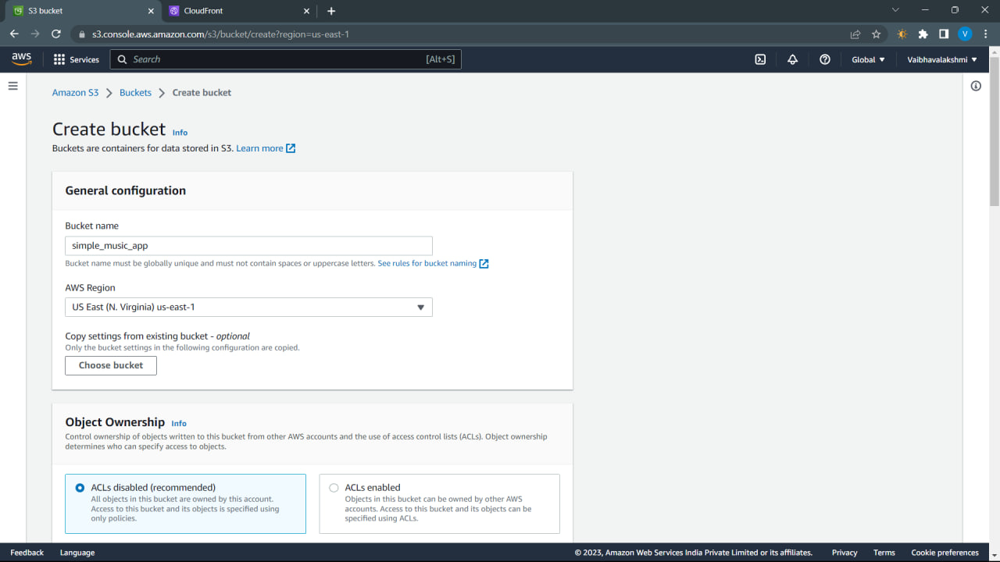 S3 bucket
CloudFront
s3.console.aws.amazon.com/s3/bucket/create?region=us-east-1
V
aws
Services
Search
[Alt+S]
Global
Vaibhavalakshmi
Amazon S3
Buckets
Create bucket
Create bucket Info
Buckets are containers for data stored in S3. Learn more
General configuration
Bucket name
simple_music_app
Bucket name must be globally unique and must not contain spaces or uppercase letters. See rules for bucket naming
AWS Region
US East (N. Virginia) us-east-1
Copy settings from existing bucket - optional
Only the bucket settings in the following configuration are copied.
Choose bucket
Object Ownership Info
Control ownership of objects written to this bucket from other AWS accounts and the use of access control lists (ACLs). Object ownership
determines who can specify access to objects.
ACLs disabled (recommended)
All objects in this bucket are owned by this account.
Access to this bucket and its objects is specified using
only policies.
ACLs enabled
Objects in this bucket can be owned by other AWS
accounts. Access to this bucket and its objects can be
specified using ACLs.
Feedback
Language
© 2023, Amazon Web Services India Private Limited or its affiliates.
Privacy
Terms
Cookie preferences